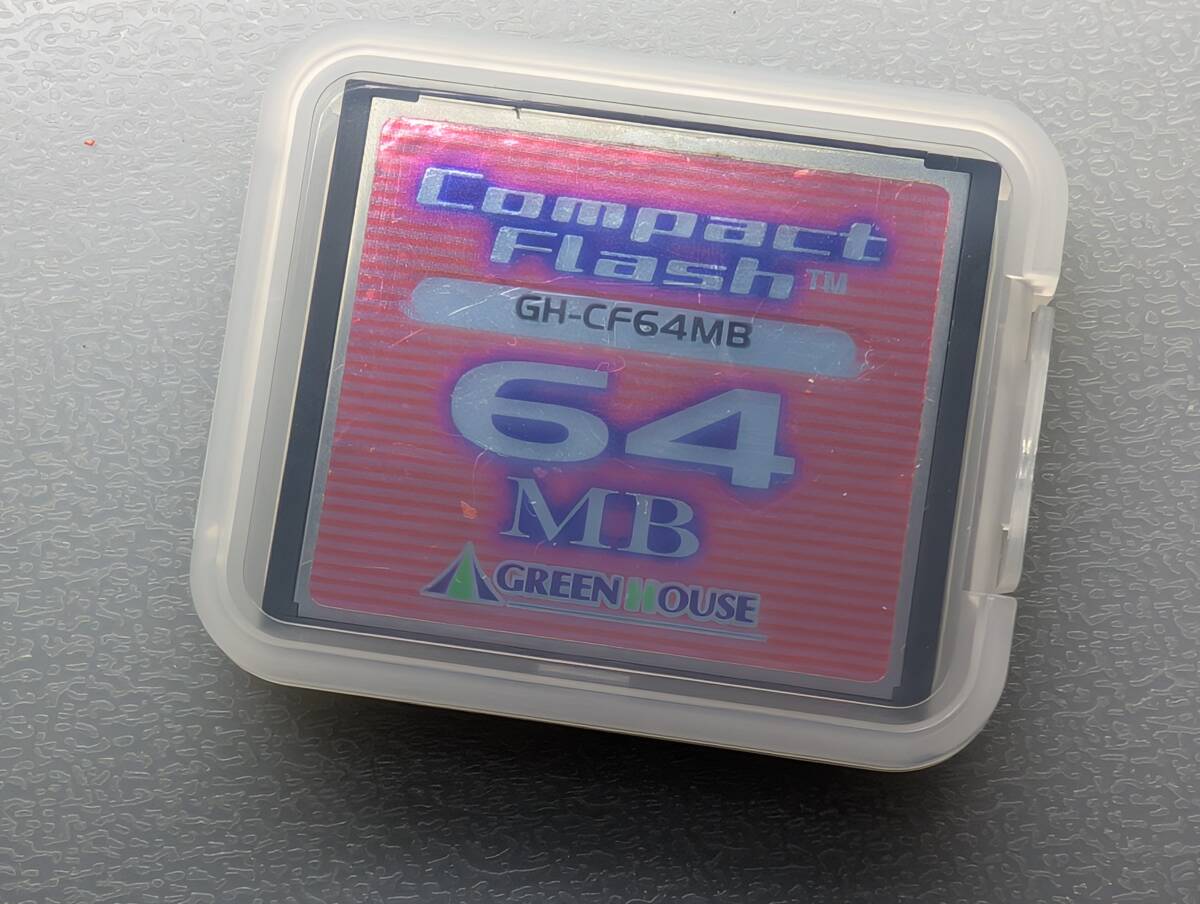 Compact
Flash™
GH-CF64MB
64
MB
GREEN HOUSE